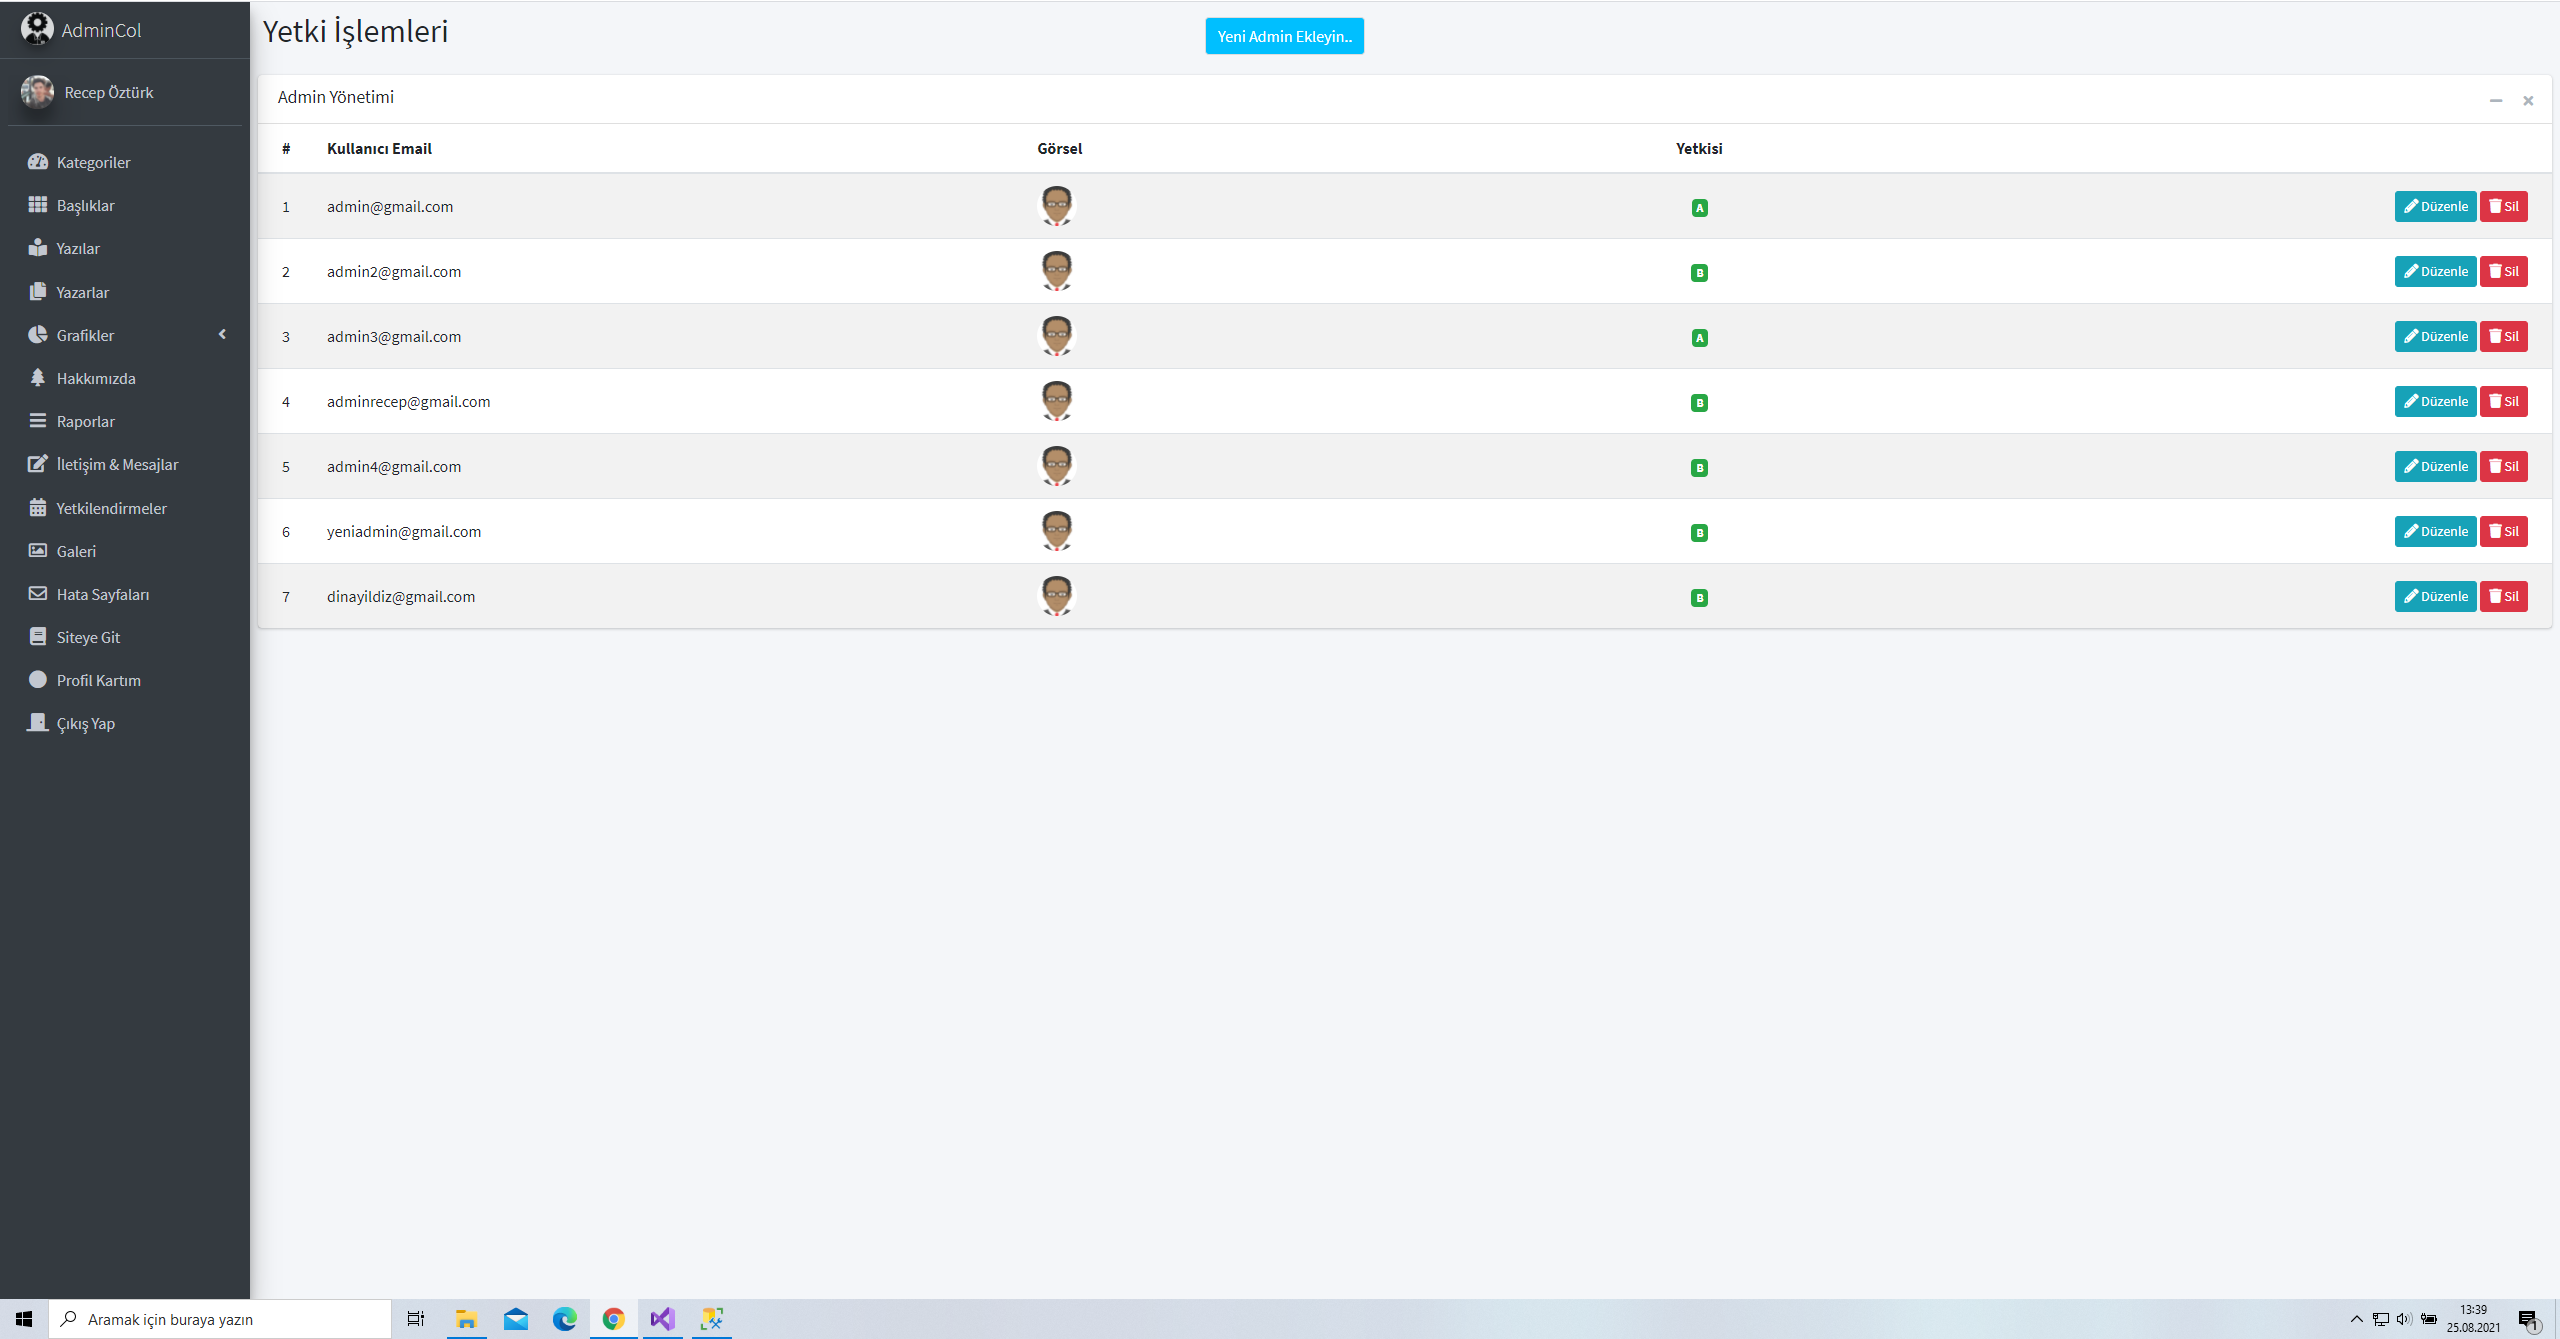 AdminCol
Recep Öztürk
Kategoriler
Başlıklar
Yazılar
Yazarlar
Grafikler
Hakkımızda
Raporlar
İletişim & Mesajlar
Yetkilendirmeler
Galeri
Hata Sayfaları
Siteye Git
Profil Kartım
Çıkış Yap
Yetki İşlemleri
Yeni Admin Ekleyin..
Admin Yönetimi
# Kullanıcı Email Görsel Yetkisi
1 admin@gmail.com A Düzenle Sil
2 admin2@gmail.com B Düzenle Sil
3 admin3@gmail.com A Düzenle Sil
4 adminrecep@gmail.com B Düzenle Sil
5 admin4@gmail.com B Düzenle Sil
6 yeniadmin@gmail.com B Düzenle Sil
7 dinayildiz@gmail.com B Düzenle Sil
Aramak için buraya yazın
13:39
25.08.2021
1